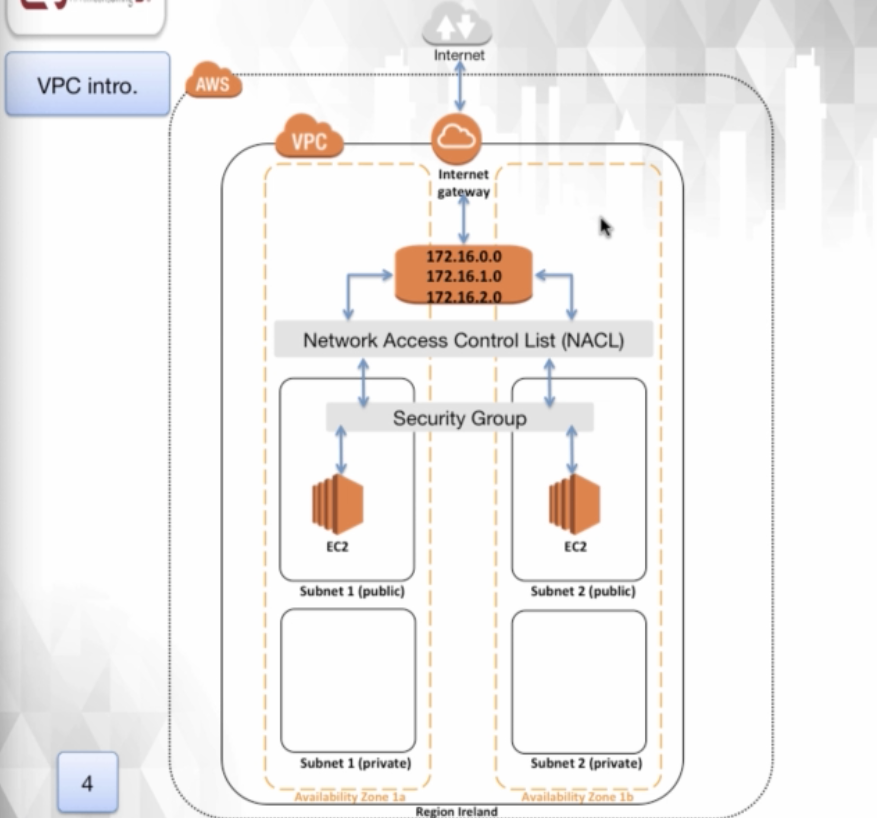 Internet
VPC intro.
AWS
VPC
Internet
gateway
172.16.0.0
172.16.1.0
172.16.2.0
Network Access Control List (NACL)
Security Group
EC2
EC2
Subnet 1 (public)
Subnet 2 (public)
Subnet 1 (private)
Subnet 2 (private)
4
Availability Zone 1a
Availability Zone 1b
Region Ireland